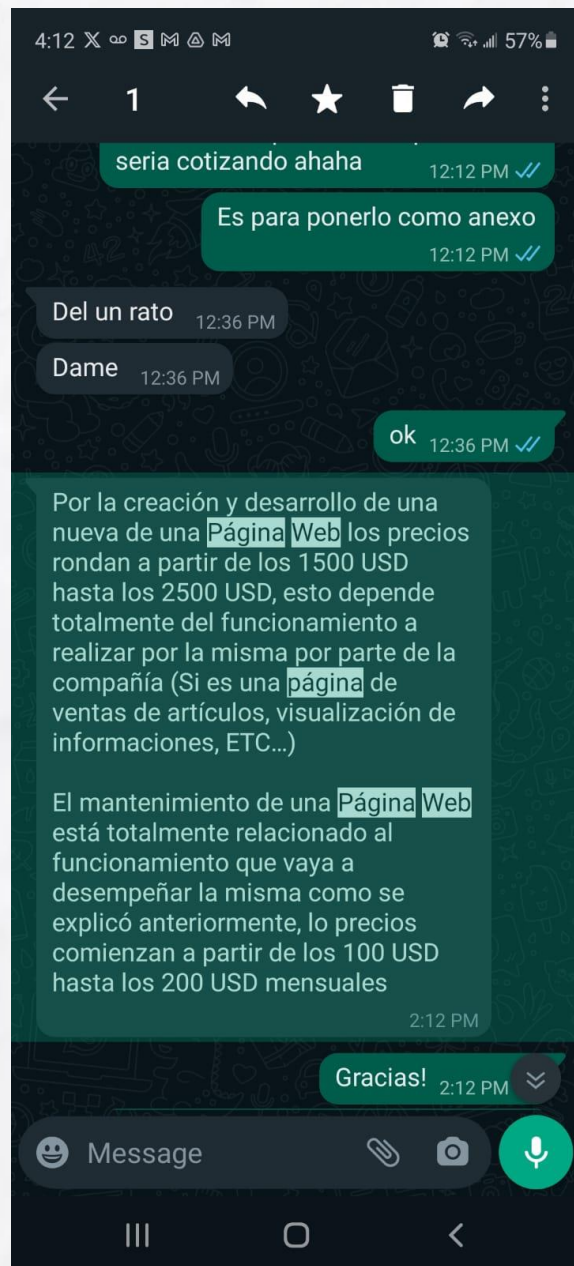 4:12
57%
1
seria cotizando ahaha
12:12 PM
Es para ponerlo como anexo
12:12 PM
Del un rato 12:36 PM
Dame 12:36 PM
ok 12:36 PM
Por la creación y desarrollo de una
nueva de una Página Web los precios
rondan a partir de los 1500 USD
hasta los 2500 USD, esto depende
totalmente del funcionamiento a
realizar por la misma por parte de la
compañía (Si es una página de
ventas de artículos, visualización de
informaciones, ETC...)
El mantenimiento de una Página Web
está totalmente relacionado al
funcionamiento que vaya a
desempeñar la misma como se
explicó anteriormente, lo precios
comienzan a partir de los 100 USD
hasta los 200 USD mensuales
2:12 PM
Gracias! 2:12 PM
Message